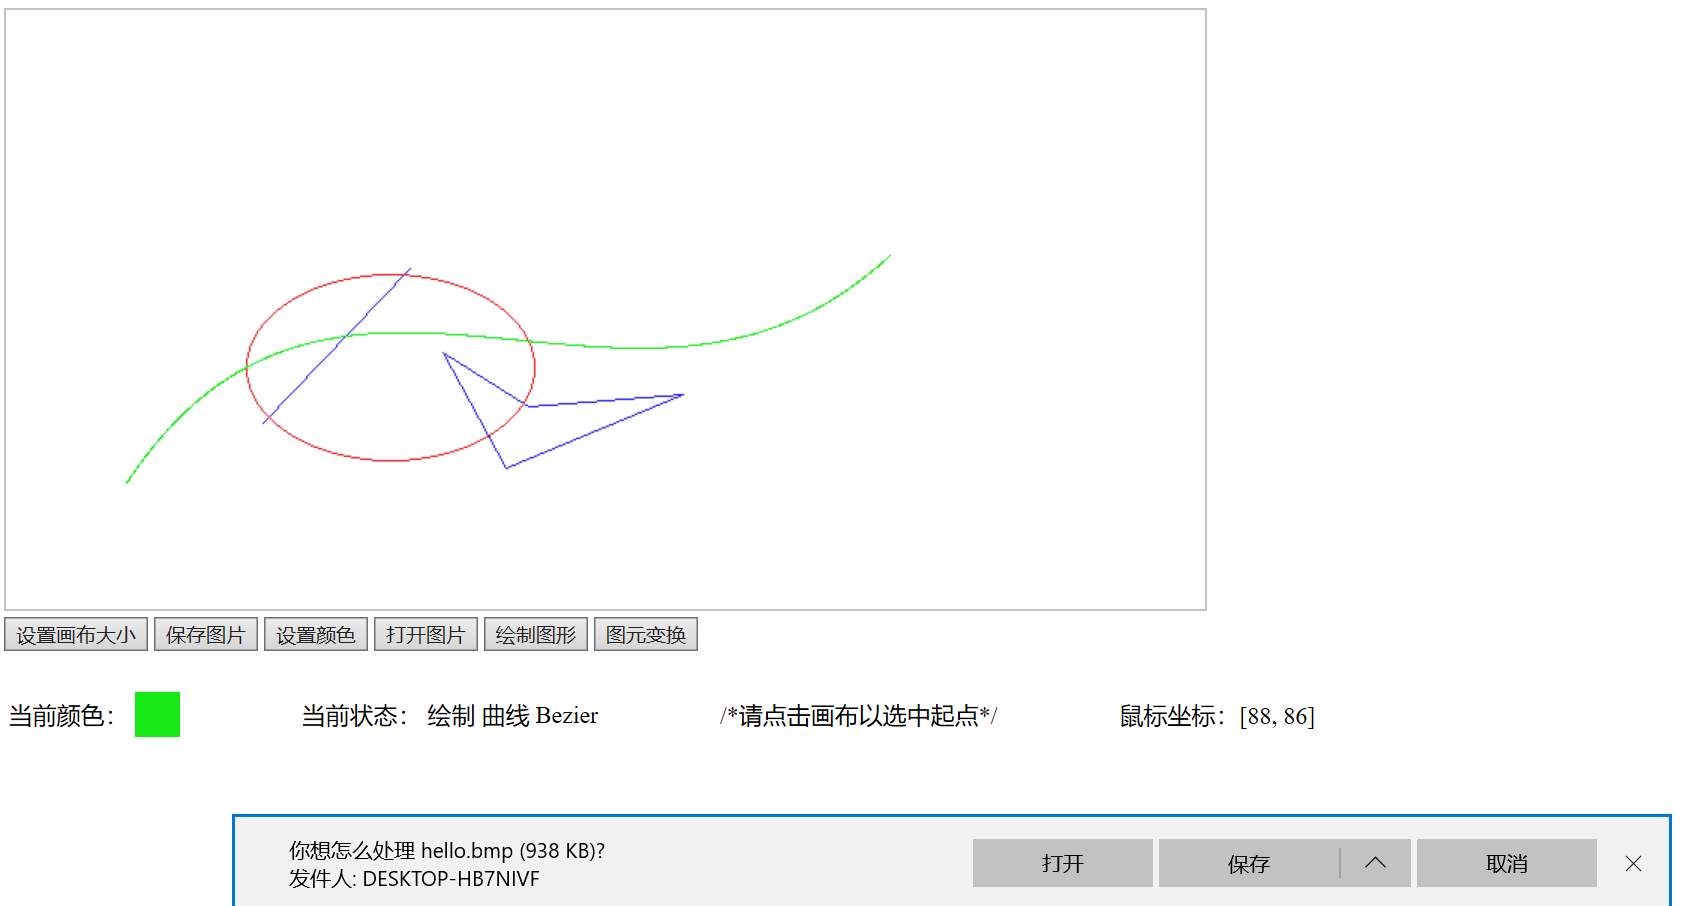 设置画布大小 保存图片 设置颜色 打开图片 绘制图形 图元变换
当前颜色： 当前状态： 绘制 曲线 Bezier /*请点击画布以选中起点*/ 鼠标坐标：[88, 86]
你想怎么处理 hello.bmp (938 KB)?
发件人: DESKTOP-HB7NIVF
打开 保存 取消